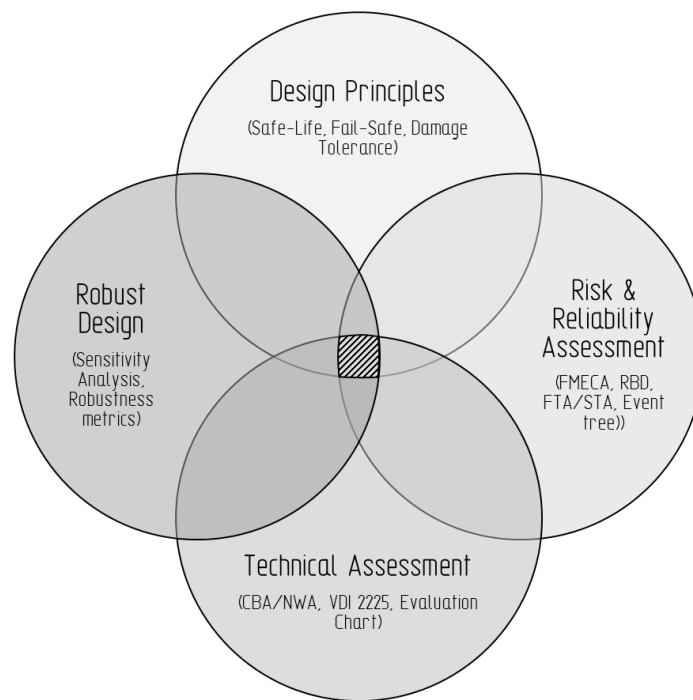 Design Principles
(Safe-Life, Fail-Safe, Damage
Tolerance)
Robust
Design
(Sensitivity
Analysis,
Robustness
metrics)
Risk &
Reliability
Assessment
(FMECA, RBD,
FTA/STA, Event
tree))
Technical Assessment
(CBA/NWA, VDI 2225, Evaluation
Chart)